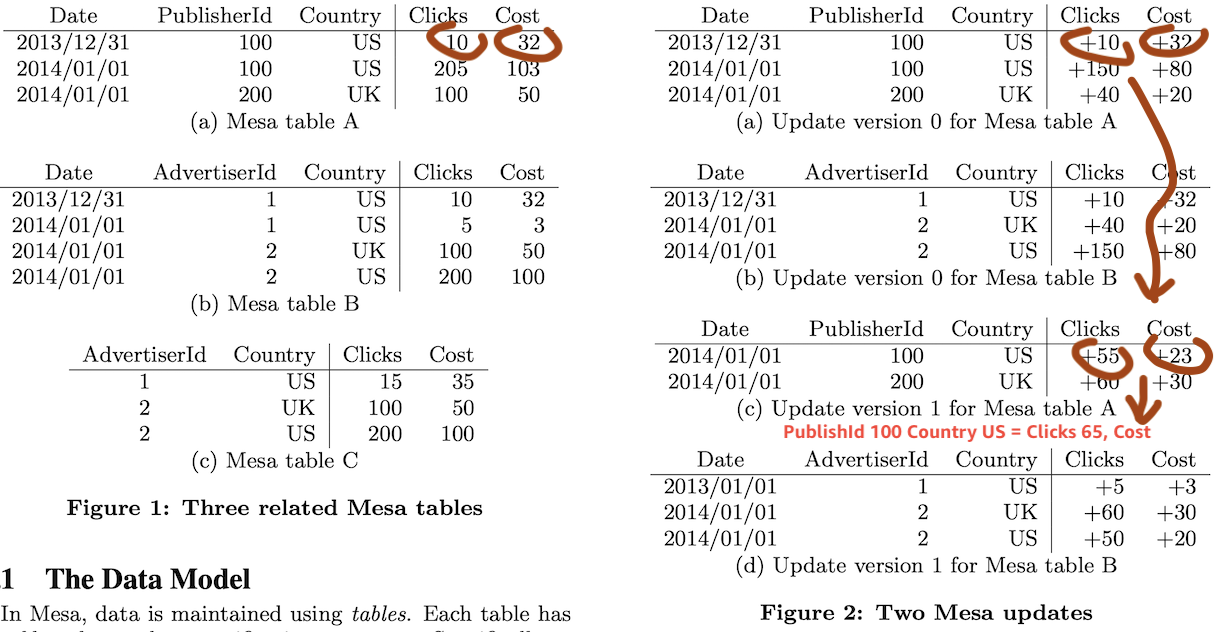 Date PublisherId Country Clicks Cost
2013/12/31 100 US 10 32
2014/01/01 100 US 205 103
2014/01/01 200 UK 100 50
(a) Mesa table A
Date AdvertiserId Country Clicks Cost
2013/12/31 1 US 10 32
2014/01/01 1 US 5 3
2014/01/01 2 UK 100 50
2014/01/01 2 US 200 100
(b) Mesa table B
AdvertiserId Country Clicks Cost
1 US 15 35
2 UK 100 50
2 US 200 100
(c) Mesa table C
Figure 1: Three related Mesa tables
.1 The Data Model
In Mesa, data is maintained using tables. Each table has
Date PublisherId Country Clicks Cost
2013/12/31 100 US +10 +32
2014/01/01 100 US +150 +80
2014/01/01 200 UK +40 +20
(a) Update version 0 for Mesa table A
Date AdvertiserId Country Clicks Cost
2013/12/31 1 US +10 +32
2014/01/01 2 UK +40 +20
2014/01/01 2 US +150 +80
(b) Update version 0 for Mesa table B
Date PublisherId Country Clicks Cost
2014/01/01 100 US +55 +23
2014/01/01 200 UK +60 +30
(c) Update version 1 for Mesa table A
PublishId 100 Country US = Clicks 65, Cost
Date AdvertiserId Country Clicks Cost
2013/01/01 1 US +5 +3
2014/01/01 2 UK +60 +30
2014/01/01 2 US +50 +20
(d) Update version 1 for Mesa table B
Figure 2: Two Mesa updates